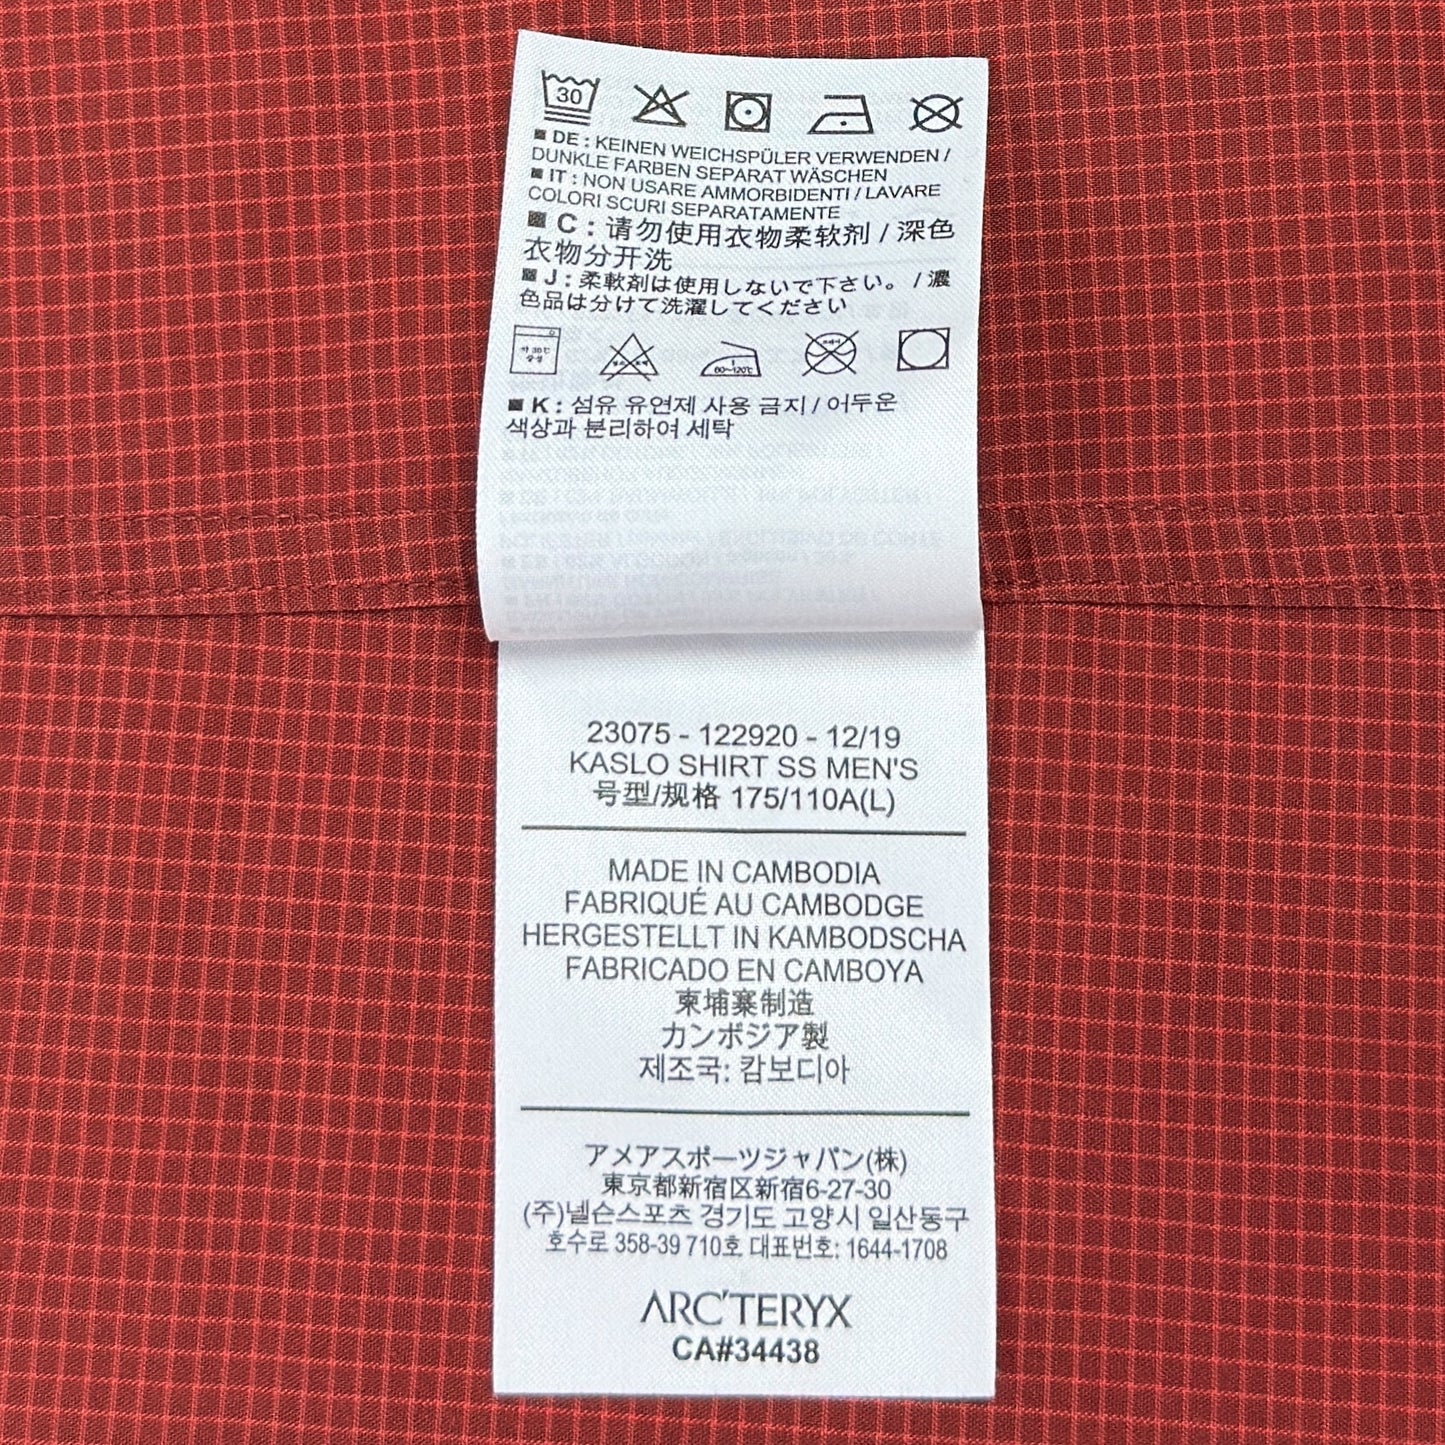 30
■ DE : KEINEN WEICHSPÜLER VERWENDEN /
DUNKLE FARBEN SEPARAT WÄSCHEN
■ IT : NON USARE AMMORBIDENTI / LAVARE
COLORI SCURI SEPARATAMENTE
■ C : 请勿使用衣物柔软剂 / 深色
衣物分开洗
■ J : 柔軟剤は使用しないで下さい。 / 濃
色品は分けて洗濯してください
60~120℃
■ K : 섬유 유연제 사용 금지 / 어두운
색상과 분리하여 세탁
23075 - 122920 - 12/19
KASLO SHIRT SS MEN'S
号型/规格 175/110A(L)
MADE IN CAMBODIA
FABRIQUÉ AU CAMBODGE
HERGESTELLT IN KAMBODSCHA
FABRICADO EN CAMBOYA
柬埔寨制造
カンボジア製
제조국: 캄보디아
アメアスポーツジャパン(株)
東京都新宿区新宿6-27-30
(주)넬슨스포츠 경기도 고양시 일산동구
호수로 358-39 710호 대표번호: 1644-1708
ARC'TERYX
CA#34438